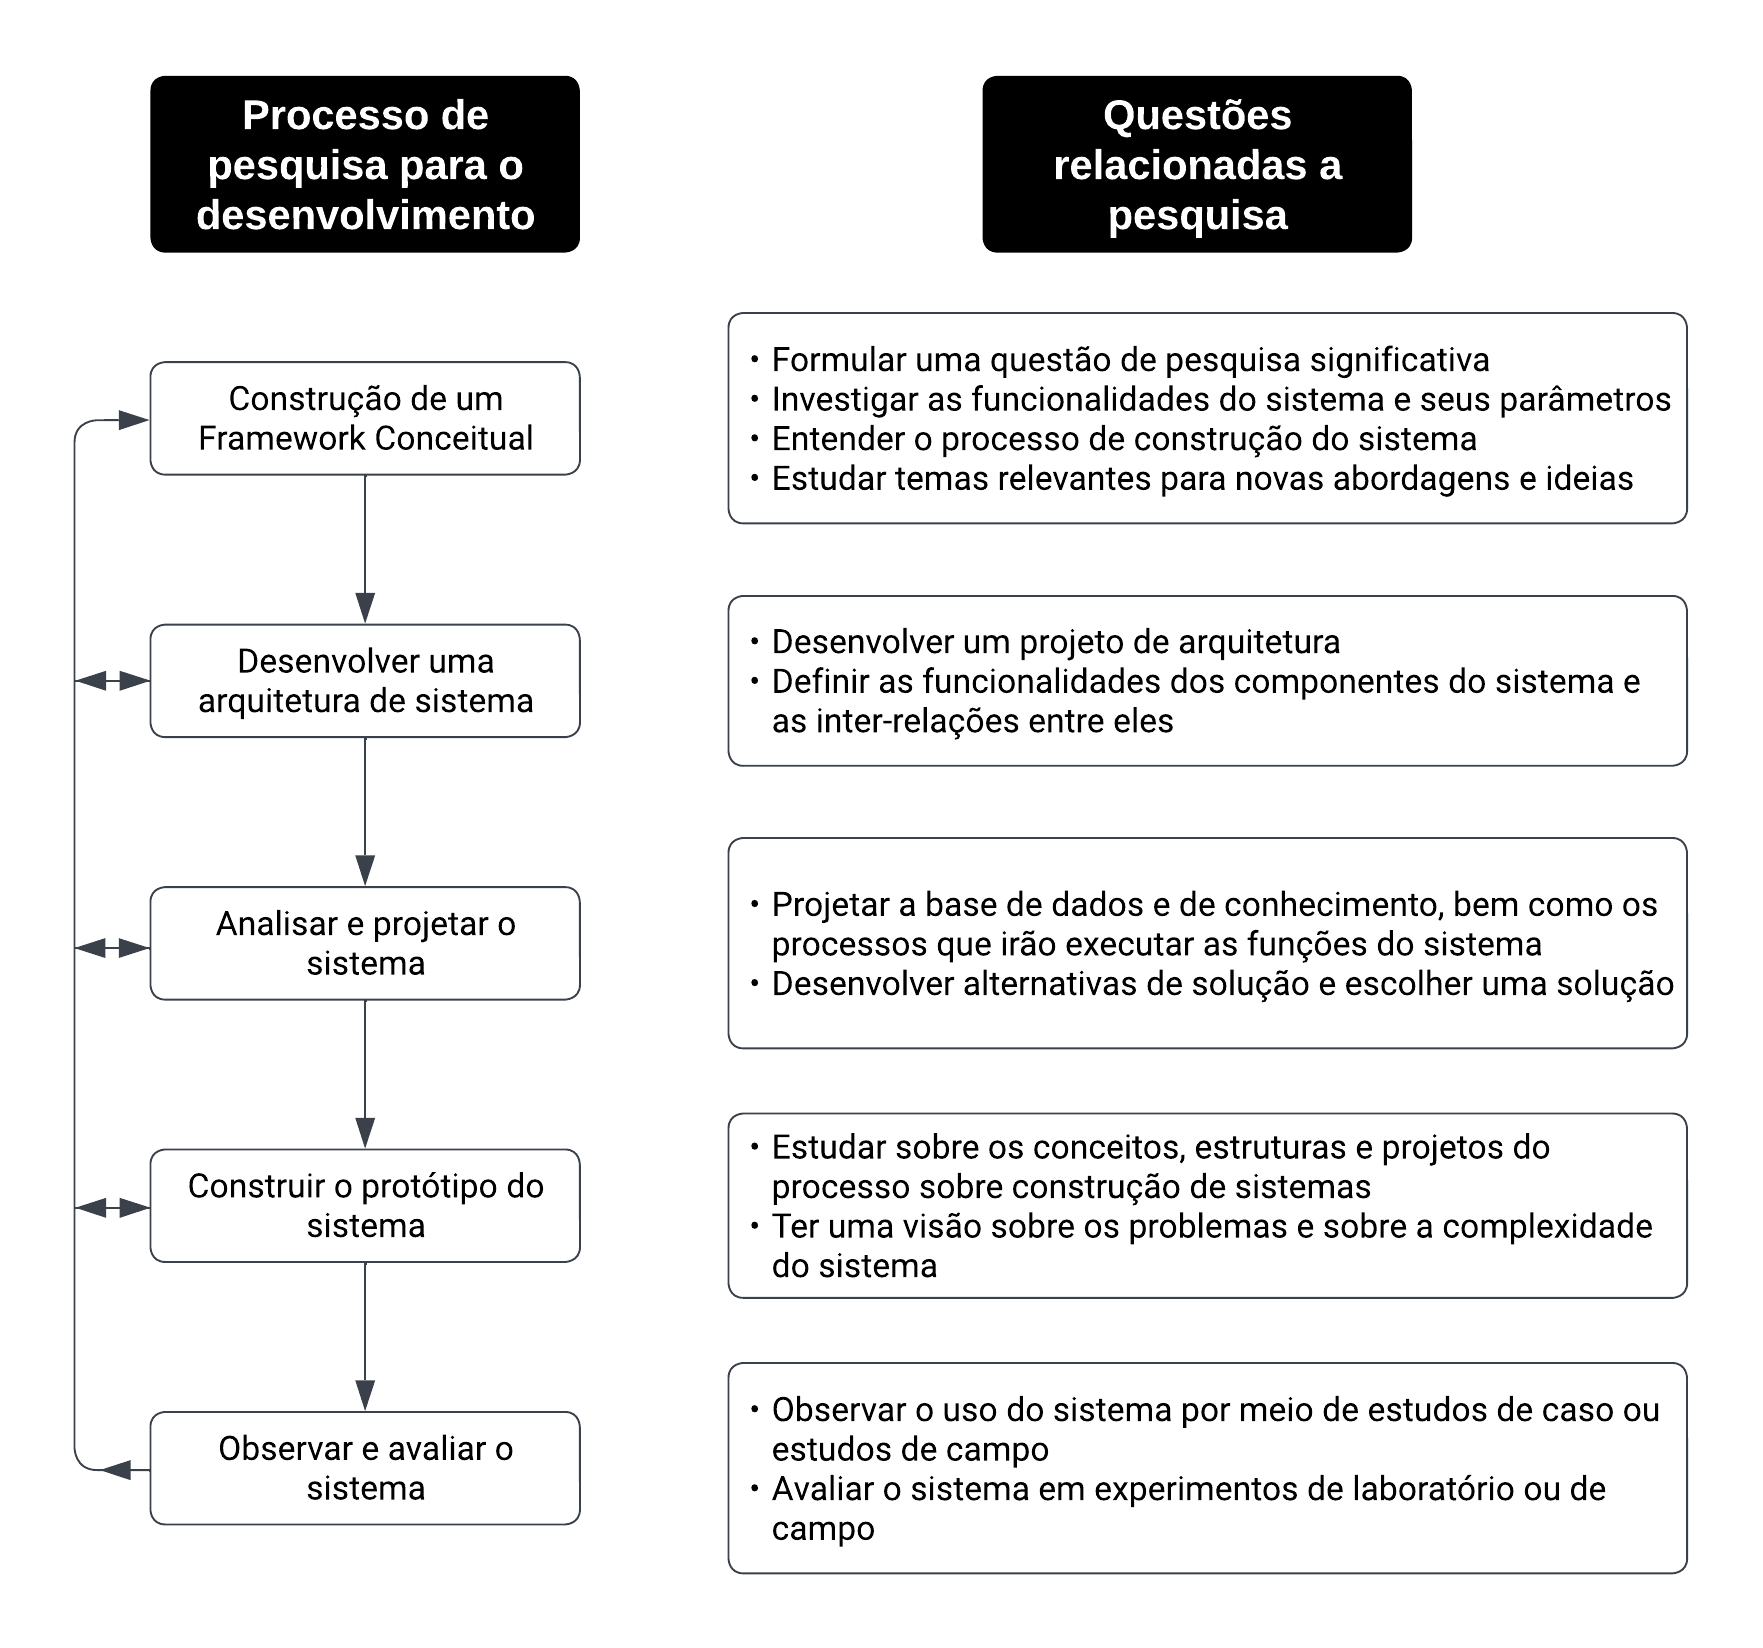 Processo de
pesquisa para o
desenvolvimento
Questões
relacionadas a
pesquisa
Construção de um
Framework Conceitual
• Formular uma questão de pesquisa significativa
• Investigar as funcionalidades do sistema e seus parâmetros
• Entender o processo de construção do sistema
• Estudar temas relevantes para novas abordagens e ideias
Desenvolver uma
arquitetura de sistema
• Desenvolver um projeto de arquitetura
• Definir as funcionalidades dos componentes do sistema e
as inter-relações entre eles
Analisar e projetar o
sistema
• Projetar a base de dados e de conhecimento, bem como os
processos que irão executar as funções do sistema
• Desenvolver alternativas de solução e escolher uma solução
Construir o protótipo do
sistema
• Estudar sobre os conceitos, estruturas e projetos do
processo sobre construção de sistemas
• Ter uma visão sobre os problemas e sobre a complexidade
do sistema
Observar e avaliar o
sistema
• Observar o uso do sistema por meio de estudos de caso ou
estudos de campo
• Avaliar o sistema em experimentos de laboratório ou de
campo